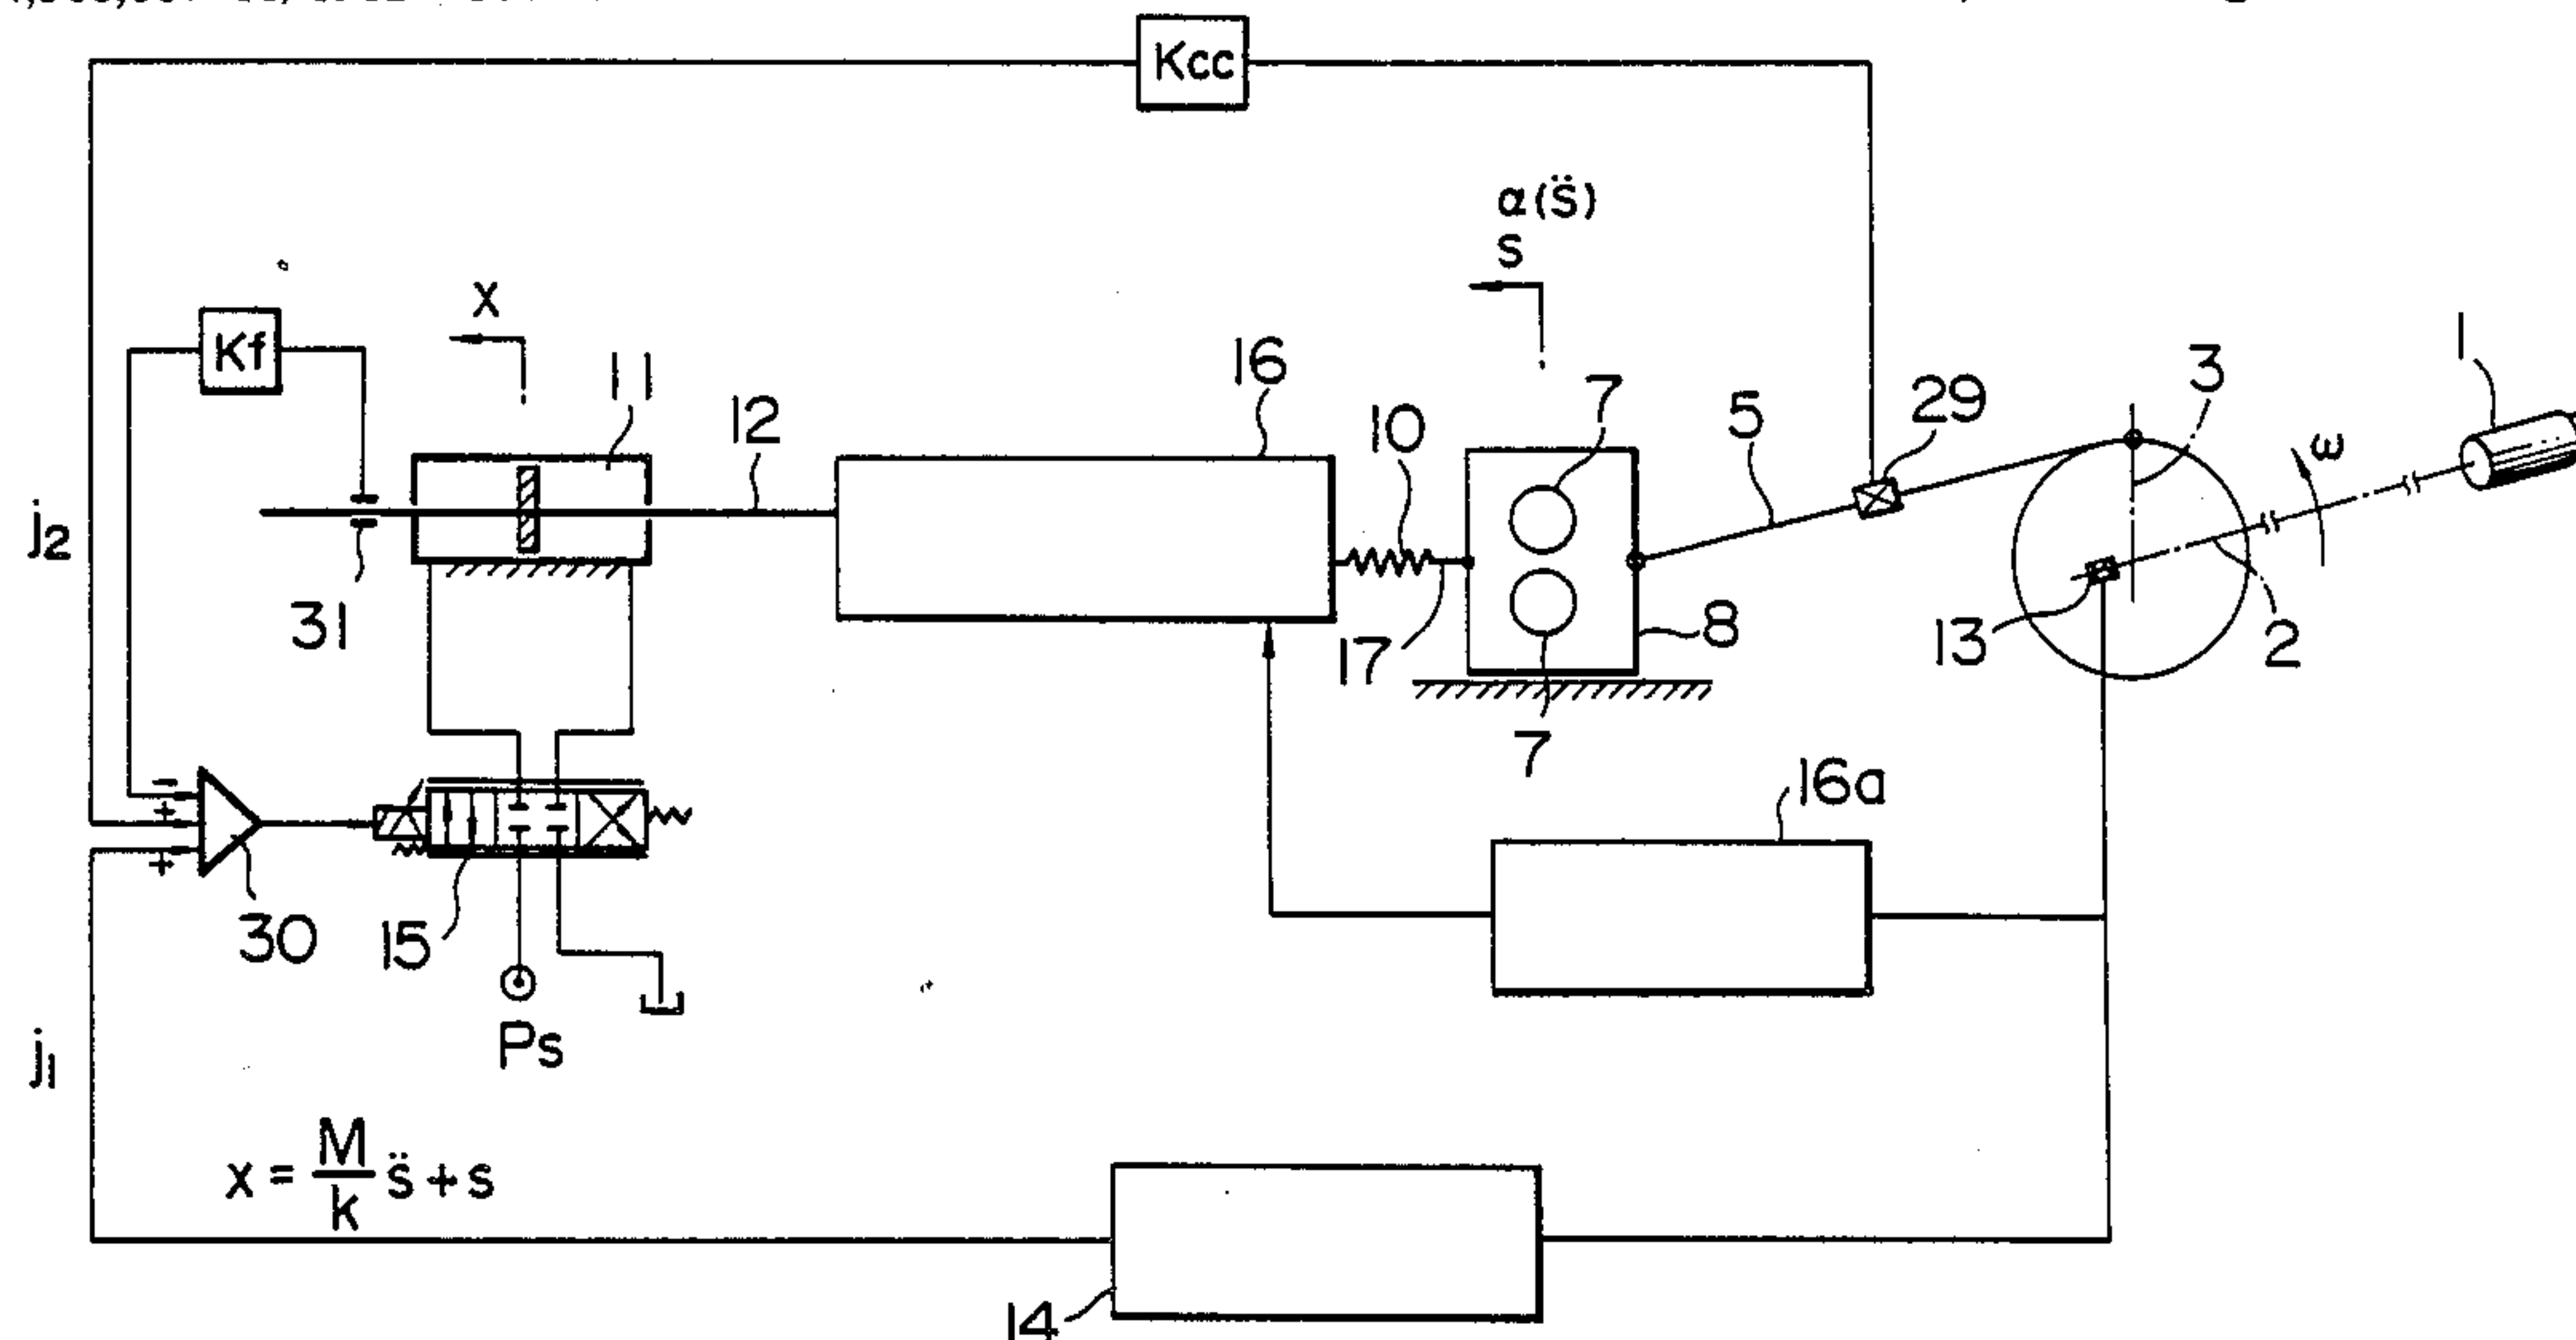 Kcc
α(s̈)
s
x
Kf
11
12
16
10
7
5
29
3
1
ω
j₂
31
17
8
13
2
7
16a
-
+
+
30
15
Ps
j₁
x = M/k s̈ + s
14